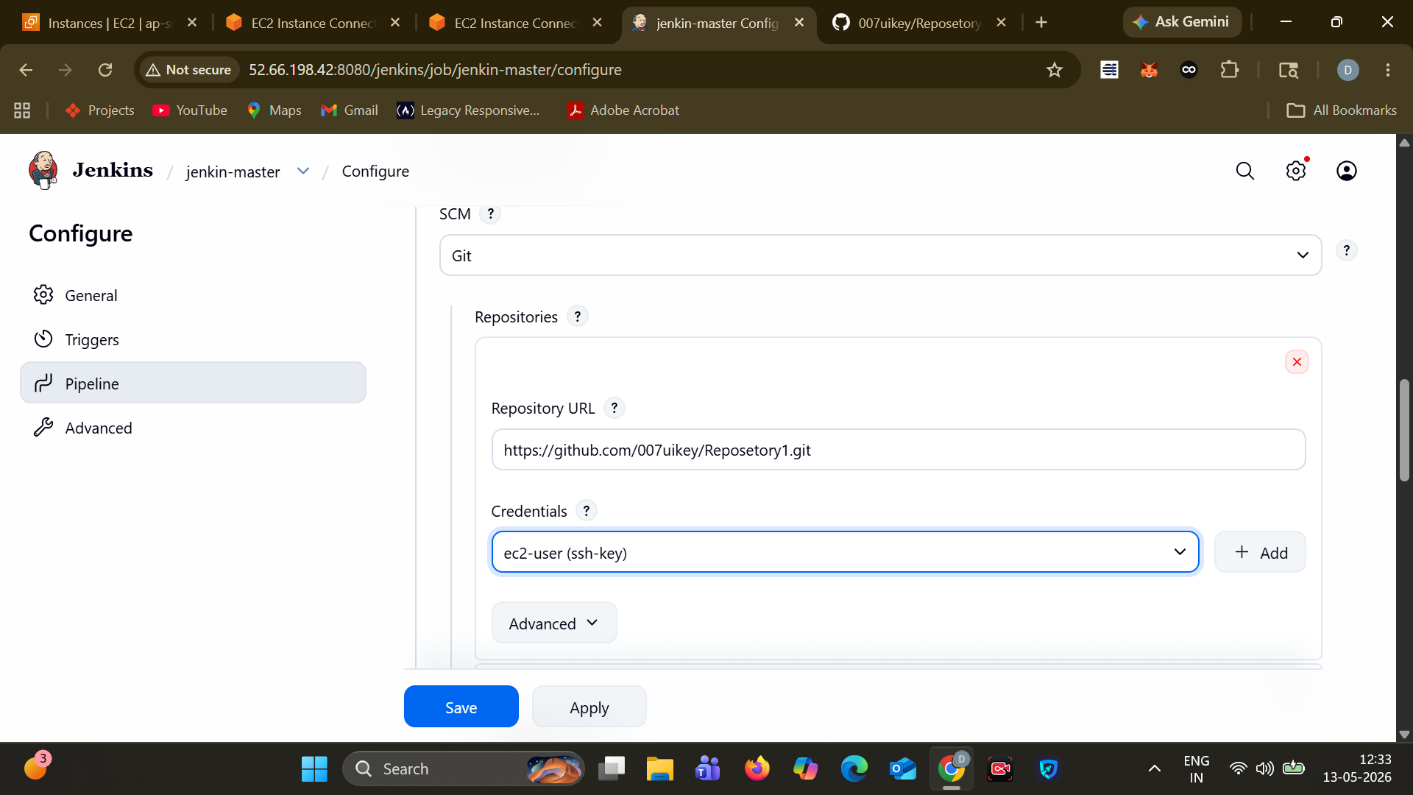 Instances | EC2 | ap-s
EC2 Instance Connec
EC2 Instance Connec
jenkin-master Config
007uikey/Reposetory
Ask Gemini
Not secure
52.66.198.42:8080/jenkins/job/jenkin-master/configure
D
Projects
YouTube
Maps
Gmail
Legacy Responsive...
Adobe Acrobat
All Bookmarks
Jenkins / jenkin-master / Configure
Configure
General
Triggers
Pipeline
Advanced
SCM ?
Git
?
Repositories ?
Repository URL ?
https://github.com/007uikey/Reposetory1.git
Credentials ?
ec2-user (ssh-key)
+ Add
Advanced
Save
Apply
3
Search
D
ENG
IN
12:33
13-05-2026